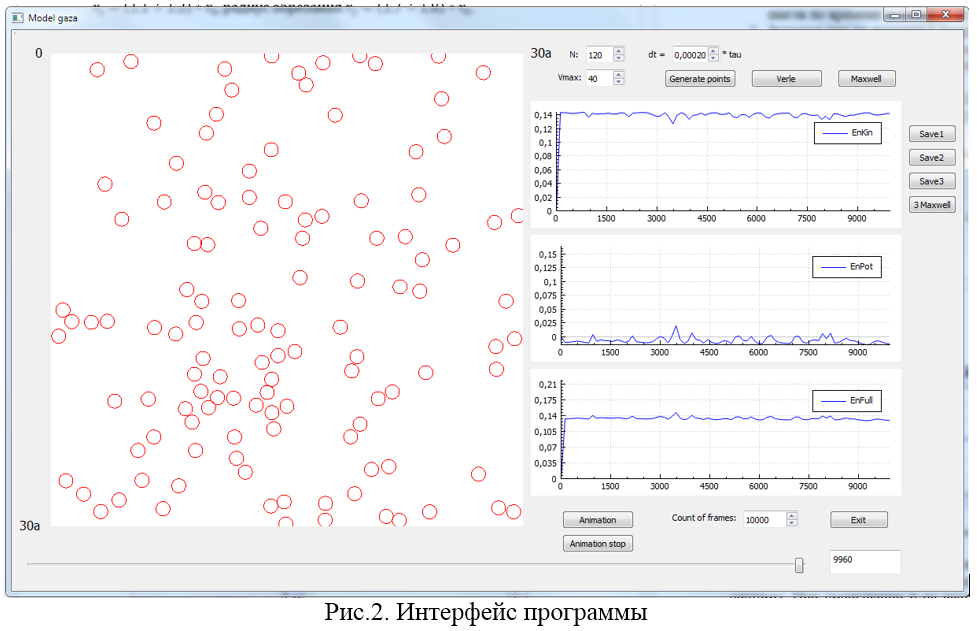 Model gaza
0
30a
N: 120
dt = 0,00020 * tau
Vmax: 40
Generate points
Verle
Maxwell
0,14
0,12
0,1
0,08
0,06
0,04
0,02
0
EnKin
0 1500 3000 4500 6000 7500 9000
Save1
Save2
Save3
3 Maxwell
0,15
0,125
0,1
0,075
0,05
0,025
0
EnPot
0 1500 3000 4500 6000 7500 9000
0,21
0,175
0,14
0,105
0,07
0,035
0
EnFull
0 1500 3000 4500 6000 7500 9000
30a
Animation
Count of frames: 10000
Exit
Animation stop
9960
Рис.2. Интерфейс программы